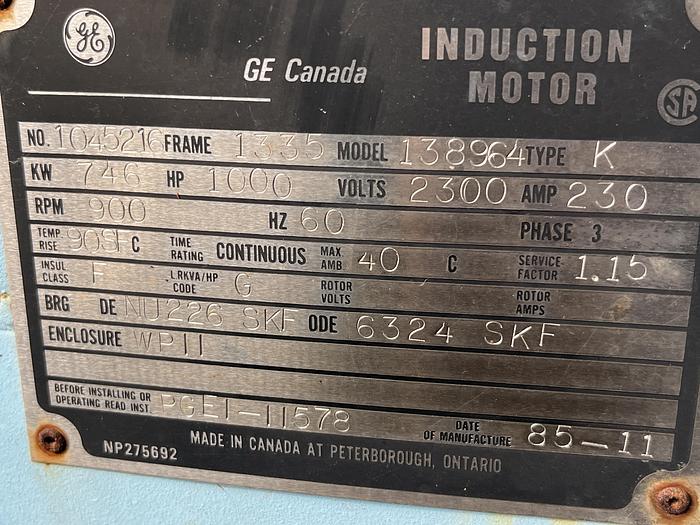 GE
GE Canada
INDUCTION
MOTOR
SA
NO. 1045216 FRAME 1335 MODEL 138964 TYPE K
KW 746 HP 1000 VOLTS 2300 AMP 230
RPM 900 HZ 60 PHASE 3
TEMP. RISE 90SF C TIME RATING CONTINUOUS MAX AMB 40 C SERVICE FACTOR 1.15
INSUL CLASS F LRKVA/HP CODE G ROTOR VOLTS ROTOR AMPS
BRG DE NU226 SKF ODE 6324 SKF
ENCLOSURE WPII
BEFORE INSTALLING OR OPERATING READ INST. PGEI-11578 DATE OF MANUFACTURE 85-11
NP275692 MADE IN CANADA AT PETERBOROUGH, ONTARIO